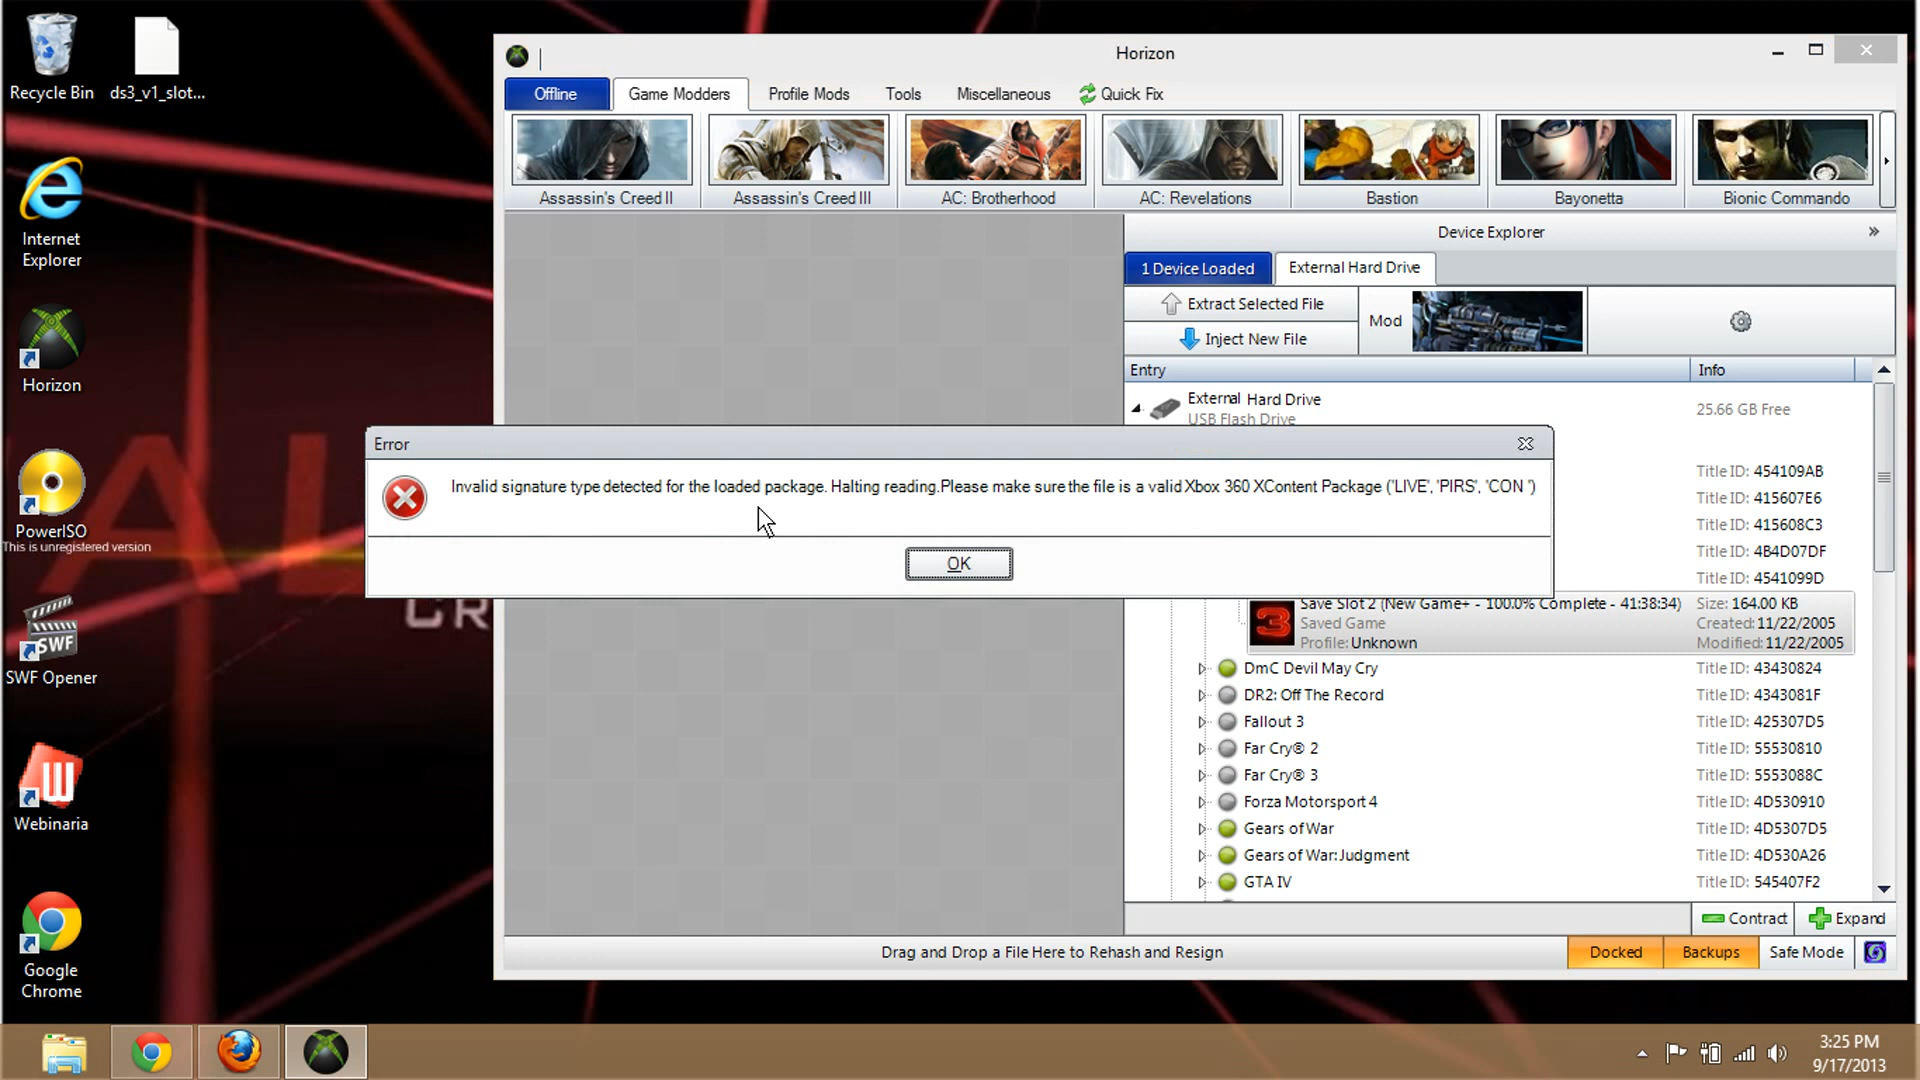 Recycle Bin
ds3_v1_slot...
Internet
Explorer
Horizon
PowerISO
This is unregistered version
SWF
SWF Opener
Webinaria
Google
Chrome
AL
CR
Horizon
Offline
Game Modders
Profile Mods
Tools
Miscellaneous
Quick Fix
Assassin's Creed II
Assassin's Creed III
AC: Brotherhood
AC: Revelations
Bastion
Bayonetta
Bionic Commando
Device Explorer
»
1 Device Loaded
External Hard Drive
Extract Selected File
Inject New File
Mod
Entry
Info
External Hard Drive
USB Flash Drive
25.66 GB Free
Error
Invalid signature type detected for the loaded package. Halting reading.Please make sure the file is a valid Xbox 360 XContent Package ('LIVE', 'PIRS', 'CON ')
OK
Title ID: 454109AB
Title ID: 415607E6
Title ID: 415608C3
Title ID: 4B4D07DF
Title ID: 4541099D
3
Save Slot 2 (New Game+ - 100.0% Complete - 41:38:34)
Size: 164.00 KB
Saved Game
Created: 11/22/2005
Profile: Unknown
Modified: 11/22/2005
DmC Devil May Cry
Title ID: 43430824
DR2: Off The Record
Title ID: 4343081F
Fallout 3
Title ID: 425307D5
Far Cry® 2
Title ID: 55530810
Far Cry® 3
Title ID: 5553088C
Forza Motorsport 4
Title ID: 4D530910
Gears of War
Title ID: 4D5307D5
Gears of War: Judgment
Title ID: 4D530A26
GTA IV
Title ID: 545407F2
Contract
Expand
Drag and Drop a File Here to Rehash and Resign
Docked
Backups
Safe Mode
3:25 PM
9/17/2013